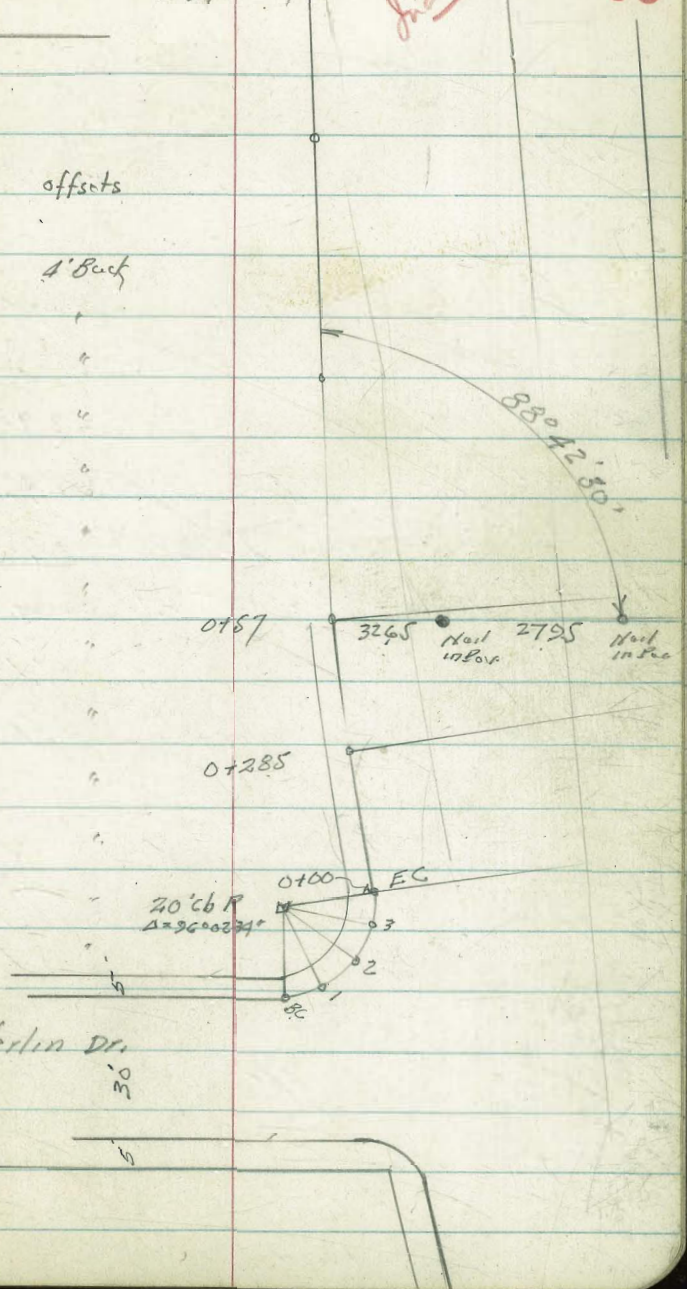 offsets
4' Back
"
"
"
"
"
"
"
"
"
"
"
88°42'30"
0+57
3265
Nail
2795
Nail
0+285
0+00
EC
20' cb R
3
2
1
BC
5'
Dr.
30'
5'